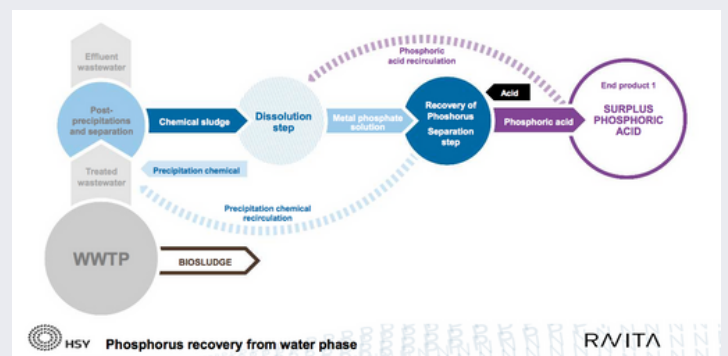 Effluent
wastewater
Post-
precipitations
and separation
Chemical sludge
Dissolution
step
Metal phosphate
solution
Recovery of
Phoshorus
Separation
step
Acid
Phosphoric acid
Phosphoric
acid recirculation
End product 1
SURPLUS
PHOSPHORIC
ACID
Treated
wastewater
Precipitation chemical
Precipitation chemical
recirculation
WWTP
BIOSLUDGE
HSY
Phosphorus recovery from water phase
RAVITA